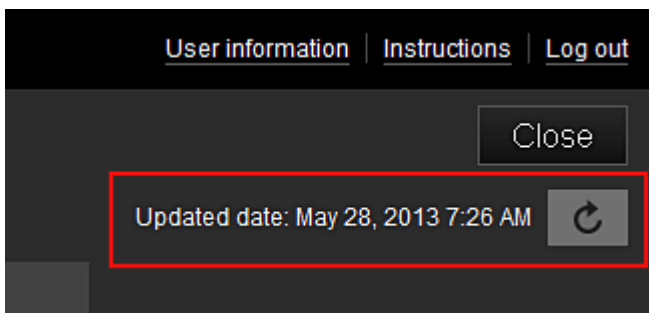 User information | Instructions | Log out
Close
Updated date: May 28, 2013 7:26 AM